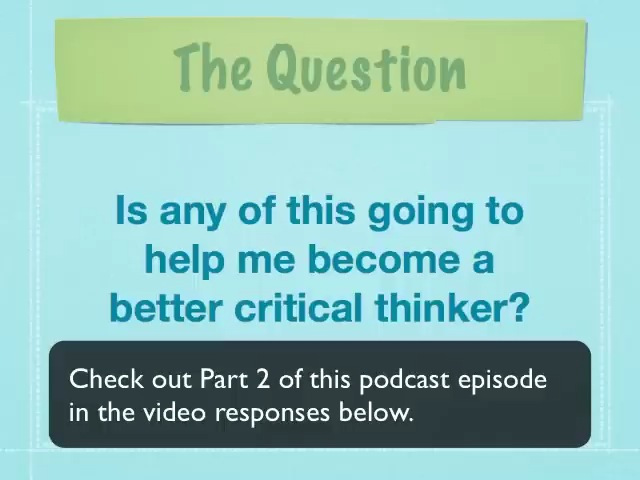 The Question
Is any of this going to
help me become a
better critical thinker?
Check out Part 2 of this podcast episode
in the video responses below.